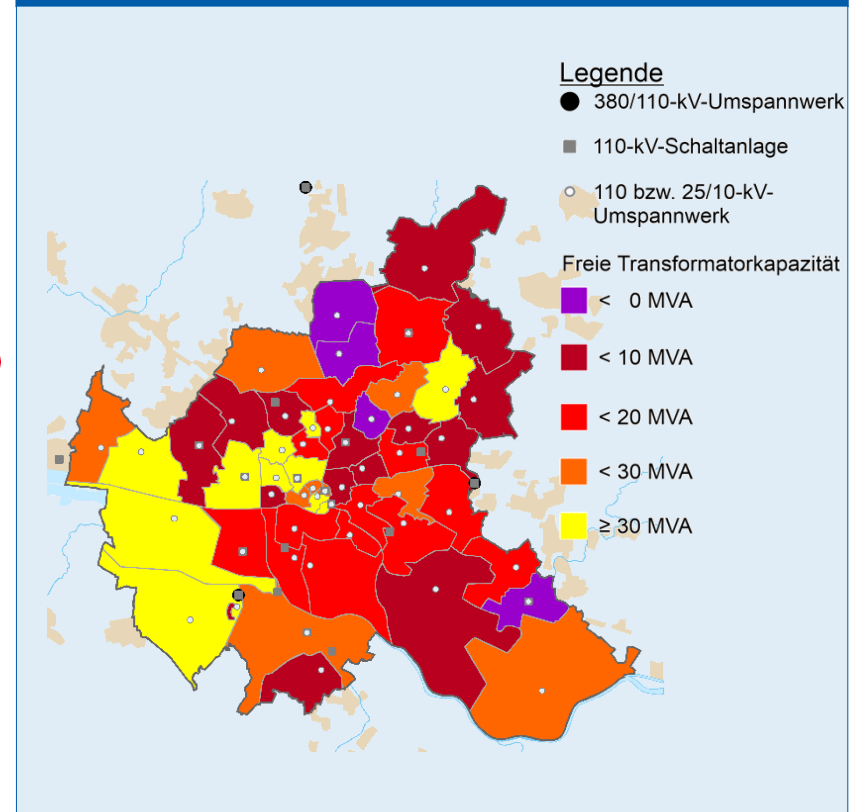 Legende
380/110-kV-Umspannwerk
110-kV-Schaltanlage
110 bzw. 25/10-kV-
Umspannwerk
Freie Transformatorkapazität
< 0 MVA
< 10 MVA
< 20 MVA
< 30 MVA
≥ 30 MVA